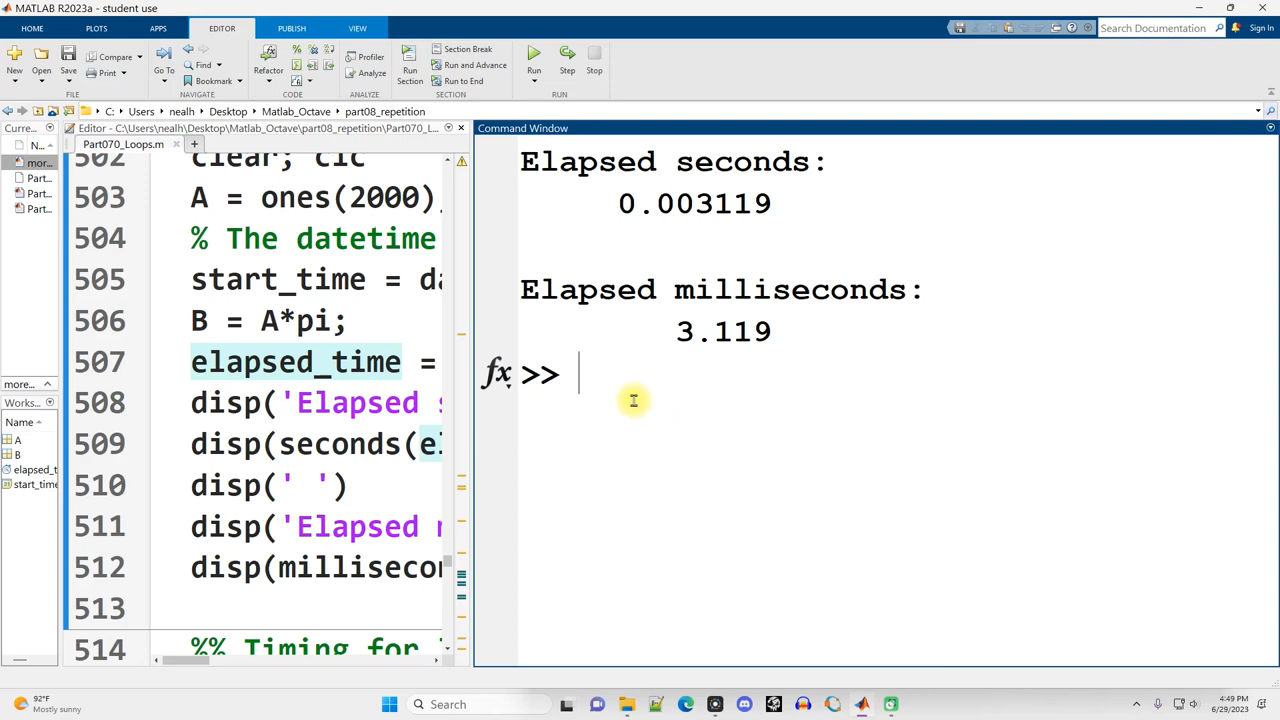 MATLAB R2023a - student use
HOME PLOTS APPS EDITOR PUBLISH VIEW Search Documentation Sign In
New Open Save Compare Print Go To Find Bookmark Refactor Profiler Analyze Run Section Section Break Run and Advance Run to End Run Step Stop
FILE NAVIGATE CODE ANALYZE SECTION RUN
C: Users nealh Desktop Matlab_Octave part08_repetition
Curre...
N...
more...
Part
Part
Part
more...
Works...
Name
A
B
elapsed_t
start_time
Editor - C:\Users\nealh\Desktop\Matlab_Octave\part08_repetition\Part070_L...
Part070_Loops.m
502 clear; clc
503 A = ones(2000)
504 % The datetime
505 start_time = da
506 B = A*pi;
507 elapsed_time =
508 disp('Elapsed s
509 disp(seconds(el
510 disp(' ')
511 disp('Elapsed m
512 disp(millisecon
513
514 %% Timing for
Command Window
Elapsed seconds:
0.003119
Elapsed milliseconds:
3.119
fx >>
92°F
Mostly sunny
Search
4:49 PM
6/29/2023